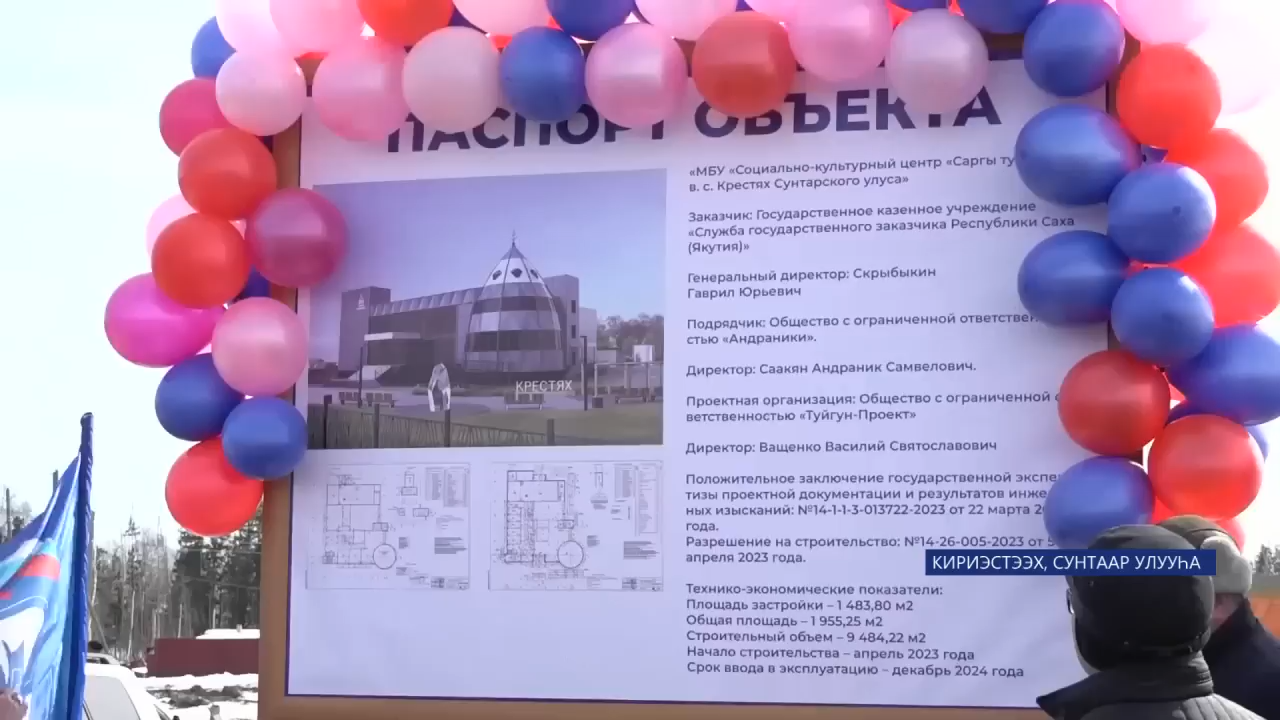 ПАСПОРТ ОБЪЕКТА
«МБУ «Социально-культурный центр «Саргы
в. с. Крестях Сунтарского улуса»
Заказчик: Государственное казенное учреждение
«Служба государственного заказчика Республики Саха
(Якутия)»
Генеральный директор: Скрыбыкин
Гаврил Юрьевич
Подрядчик: Общество с ограниченной ответствен
стью «Андраники».
Директор: Саакян Андраник Самвелович.
Проектная организация: Общество с ограниченной
ветственностью «Туйгун-Проект»
Директор: Ващенко Василий Святославович
Положительное заключение государственной экспер
тизы проектной документации и результатов инже
ных изысканий: №14-1-1-3-013722-2023 от 22 марта
года.
Разрешение на строительство: №14-26-005-2023 от 5
апреля 2023 года.
Технико-экономические показатели:
Площадь застройки – 1 483,80 м2
Общая площадь – 1 955,25 м2
Строительный объем – 9 484,22 м2
Начало строительства – апрель 2023 года
Срок ввода в эксплуатацию – декабрь 2024 года
КРЕСТЯХ
КИРИЭСТЭЭХ, СУНТААР УЛУУҺА